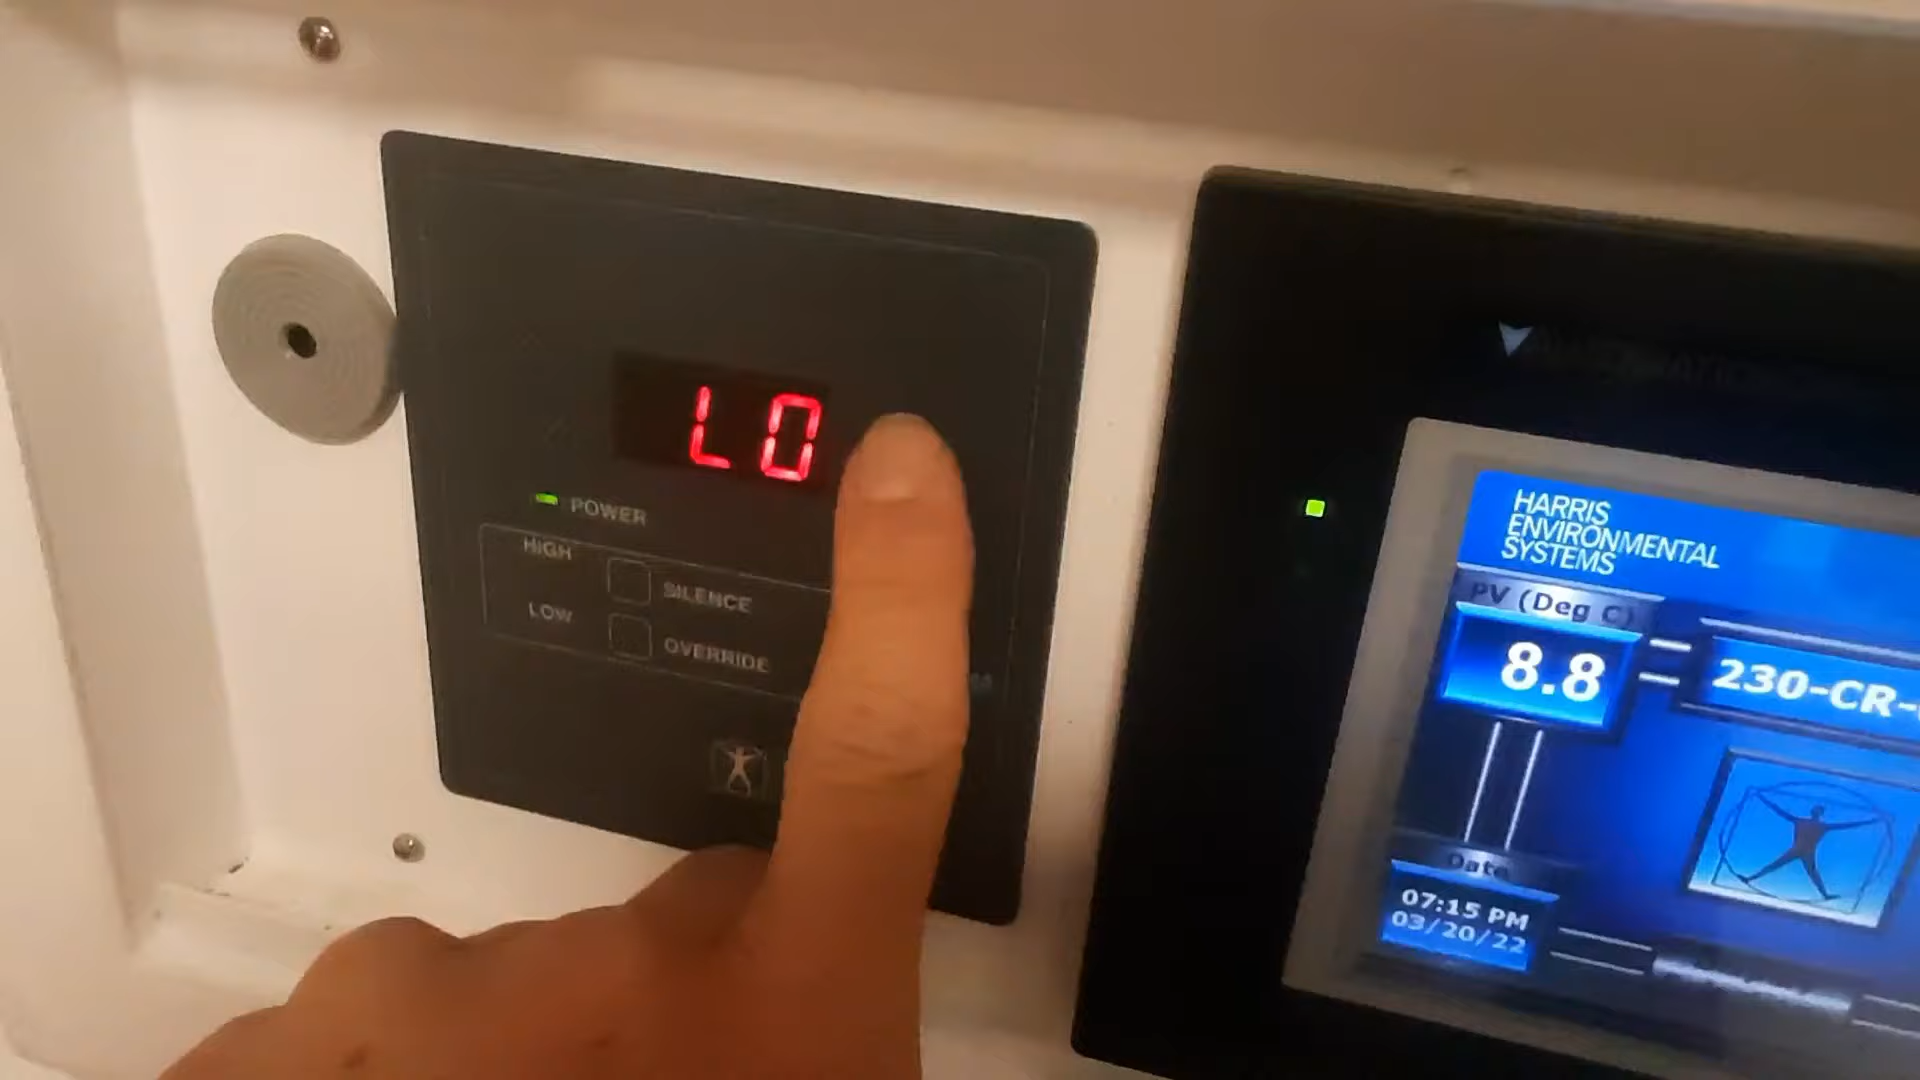 LO
POWER
HIGH
SILENCE
LOW
OVERRIDE
HARRIS
ENVIRONMENTAL
SYSTEMS
PV (Deg C)
8.8
230-CR-
Date
07:15 PM
03/20/22